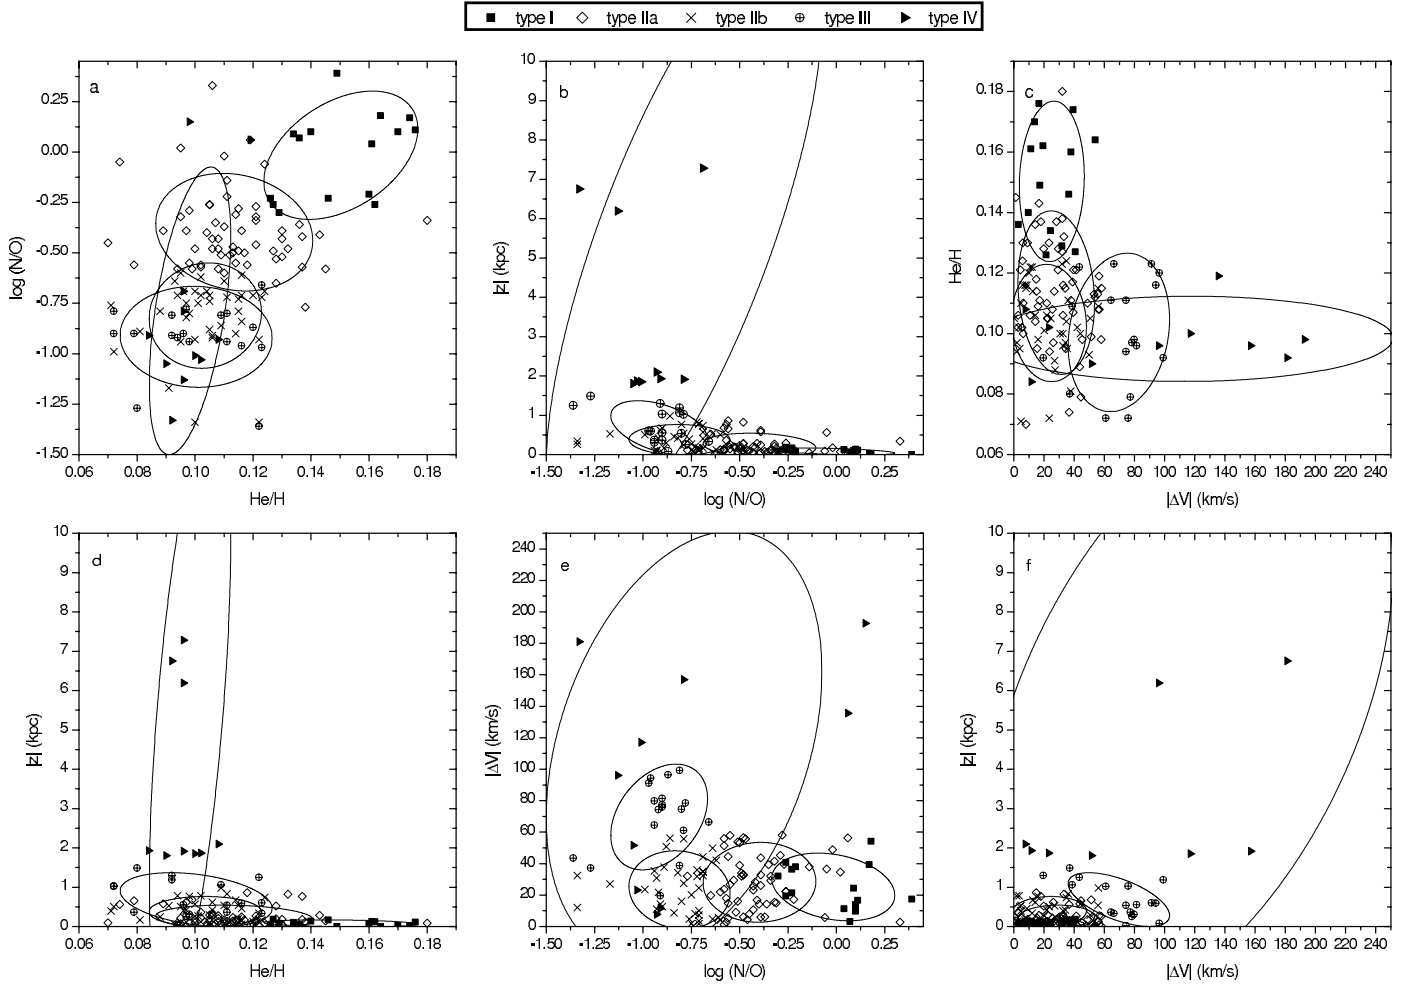 type I type IIa type IIb type III type IV
a
0.25
0.00
-0.25
-0.50
-0.75
-1.00
-1.25
-1.50
log (N/O)
0.06 0.08 0.10 0.12 0.14 0.16 0.18
He/H
b
10
9
8
7
6
5
4
3
2
1
0
|z| (kpc)
-1.50 -1.25 -1.00 -0.75 -0.50 -0.25 0.00 0.25
log (N/O)
c
0.18
0.16
0.14
0.12
0.10
0.08
0.06
He/H
0 20 40 60 80 100 120 140 160 180 200 220 240
|ΔV| (km/s)
d
10
9
8
7
6
5
4
3
2
1
0
|z| (kpc)
0.06 0.08 0.10 0.12 0.14 0.16 0.18
He/H
e
240
220
200
180
160
140
120
100
80
60
40
20
0
|ΔV| (km/s)
-1.50 -1.25 -1.00 -0.75 -0.50 -0.25 0.00 0.25
log (N/O)
f
10
9
8
7
6
5
4
3
2
1
0
|z| (kpc)
0 20 40 60 80 100 120 140 160 180 200 220 240
|ΔV| (km/s)